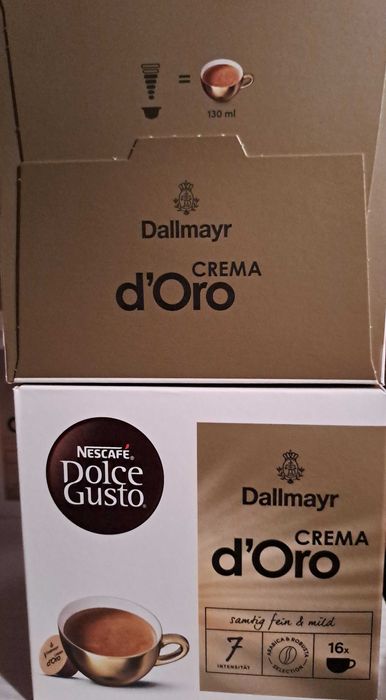 =
130 ml
Dallmayr
CREMA
d'Oro
NESCAFÉ®
Dolce
Gusto®
Dallmayr
CREMA
d'Oro
samtig fein & mild
7
INTENSITÄT
ARABICA & ROBUSTA
SELECTION
16x
d'Oro